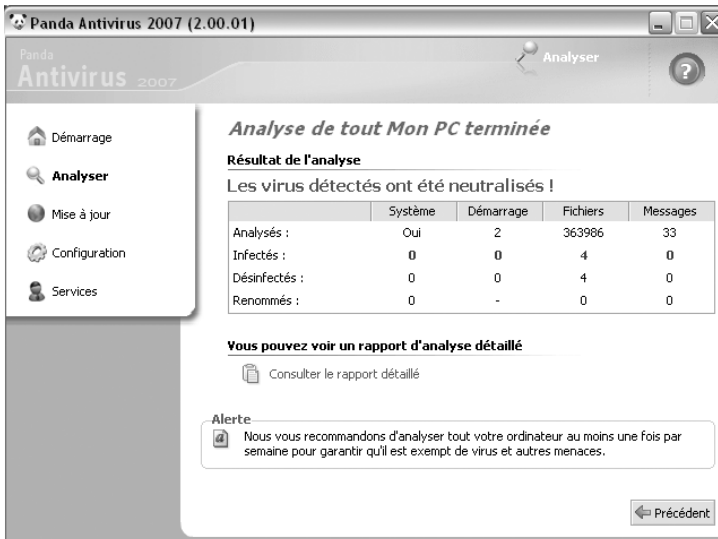 Panda Antivirus 2007 (2.00.01)
Panda
Antivirus 2007
Analyser
?
Démarrage
Analyser
Mise à jour
Configuration
Services
Analyse de tout Mon PC terminée
Résultat de l'analyse
Les virus détectés ont été neutralisés !
Système Démarrage Fichiers Messages
Analysés : Oui 2 363986 33
Infectés : 0 0 4 0
Désinfectés : 0 0 4 0
Renommés : 0 - 0 0
Vous pouvez voir un rapport d'analyse détaillé
Consulter le rapport détaillé
Alerte
Nous vous recommandons d'analyser tout votre ordinateur au moins une fois par
semaine pour garantir qu'il est exempt de virus et autres menaces.
Précédent